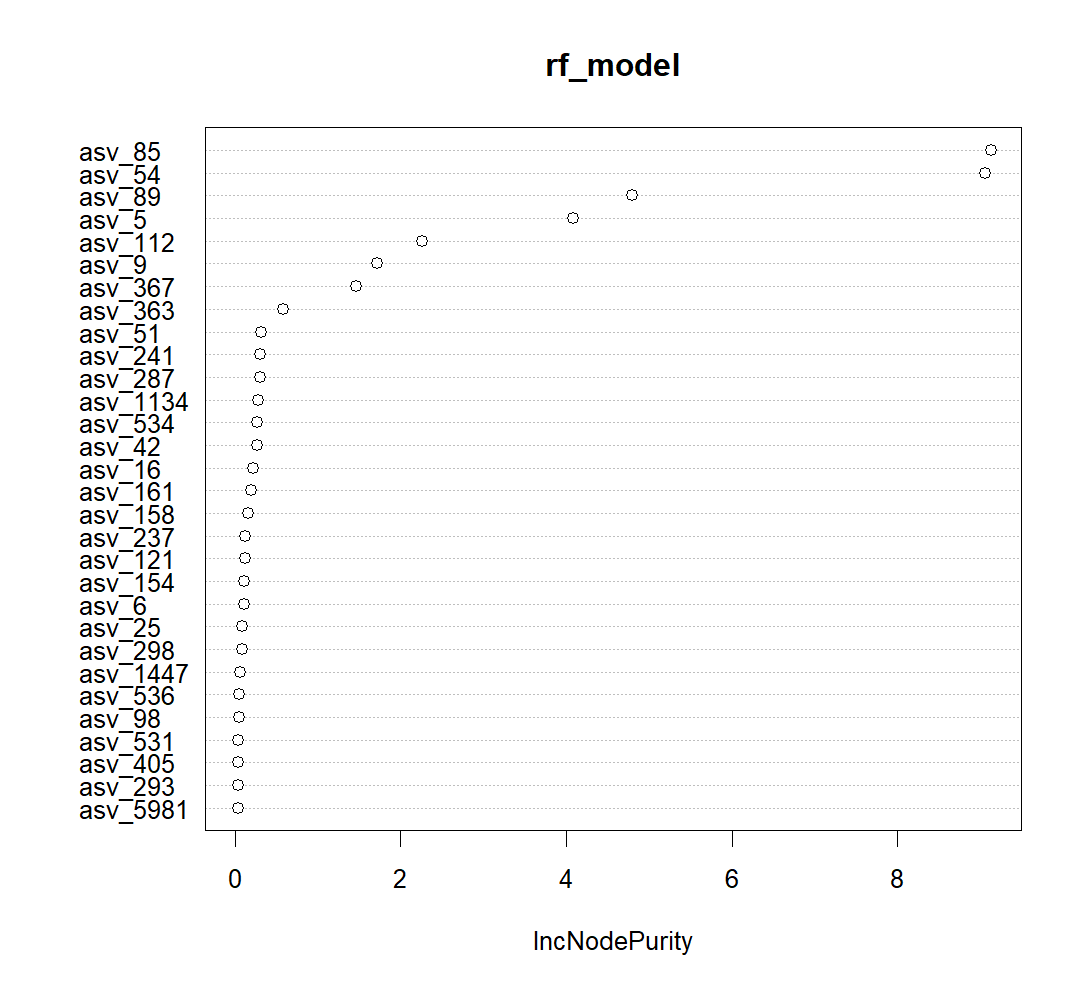 rf_model
asv_85
asv_54
asv_89
asv_5
asv_112
asv_9
asv_367
asv_363
asv_51
asv_241
asv_287
asv_1134
asv_534
asv_42
asv_16
asv_161
asv_158
asv_237
asv_121
asv_154
asv_6
asv_25
asv_298
asv_1447
asv_536
asv_98
asv_531
asv_405
asv_293
asv_5981
0 2 4 6 8
IncNodePurity